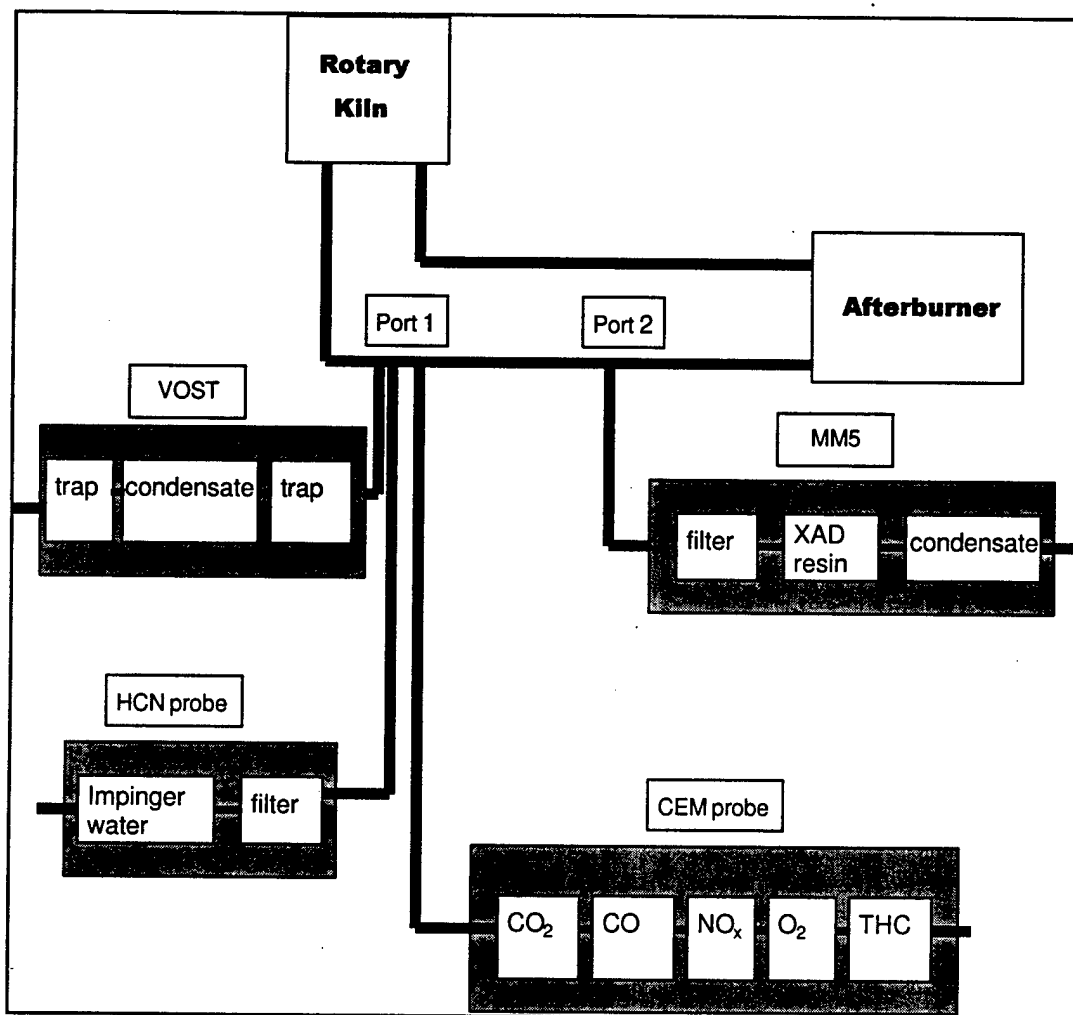 Rotary
Kiln
Afterburner
Port 1
Port 2
VOST
trap
condensate
trap
MM5
filter
XAD
resin
condensate
HCN probe
Impinger
water
filter
CEM probe
CO₂
CO
NOₓ
O₂
THC